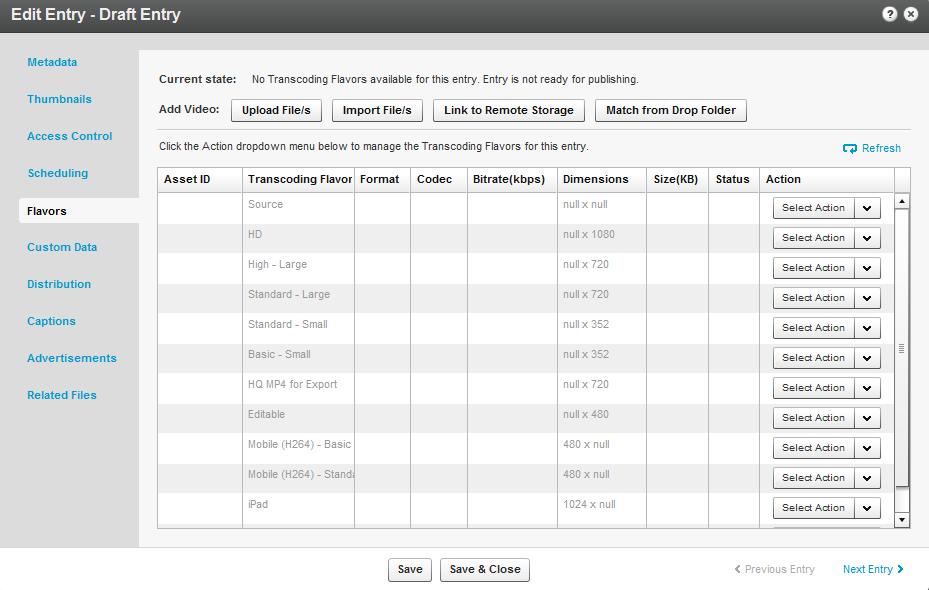 Edit Entry - Draft Entry
Metadata
Thumbnails
Access Control
Scheduling
Flavors
Custom Data
Distribution
Captions
Advertisements
Related Files
Current state: No Transcoding Flavors available for this entry. Entry is not ready for publishing.
Add Video: Upload File/s Import File/s Link to Remote Storage Match from Drop Folder
Click the Action dropdown menu below to manage the Transcoding Flavors for this entry.
Refresh
Asset ID Transcoding Flavor Format Codec Bitrate(kbps) Dimensions Size(KB) Status Action
Source null x null Select Action
HD null x 1080 Select Action
High - Large null x 720 Select Action
Standard - Large null x 720 Select Action
Standard - Small null x 352 Select Action
Basic - Small null x 352 Select Action
HQ MP4 for Export null x 720 Select Action
Editable null x 480 Select Action
Mobile (H264) - Basic 480 x null Select Action
Mobile (H264) - Standa 480 x null Select Action
iPad 1024 x null Select Action
Save Save & Close Previous Entry Next Entry